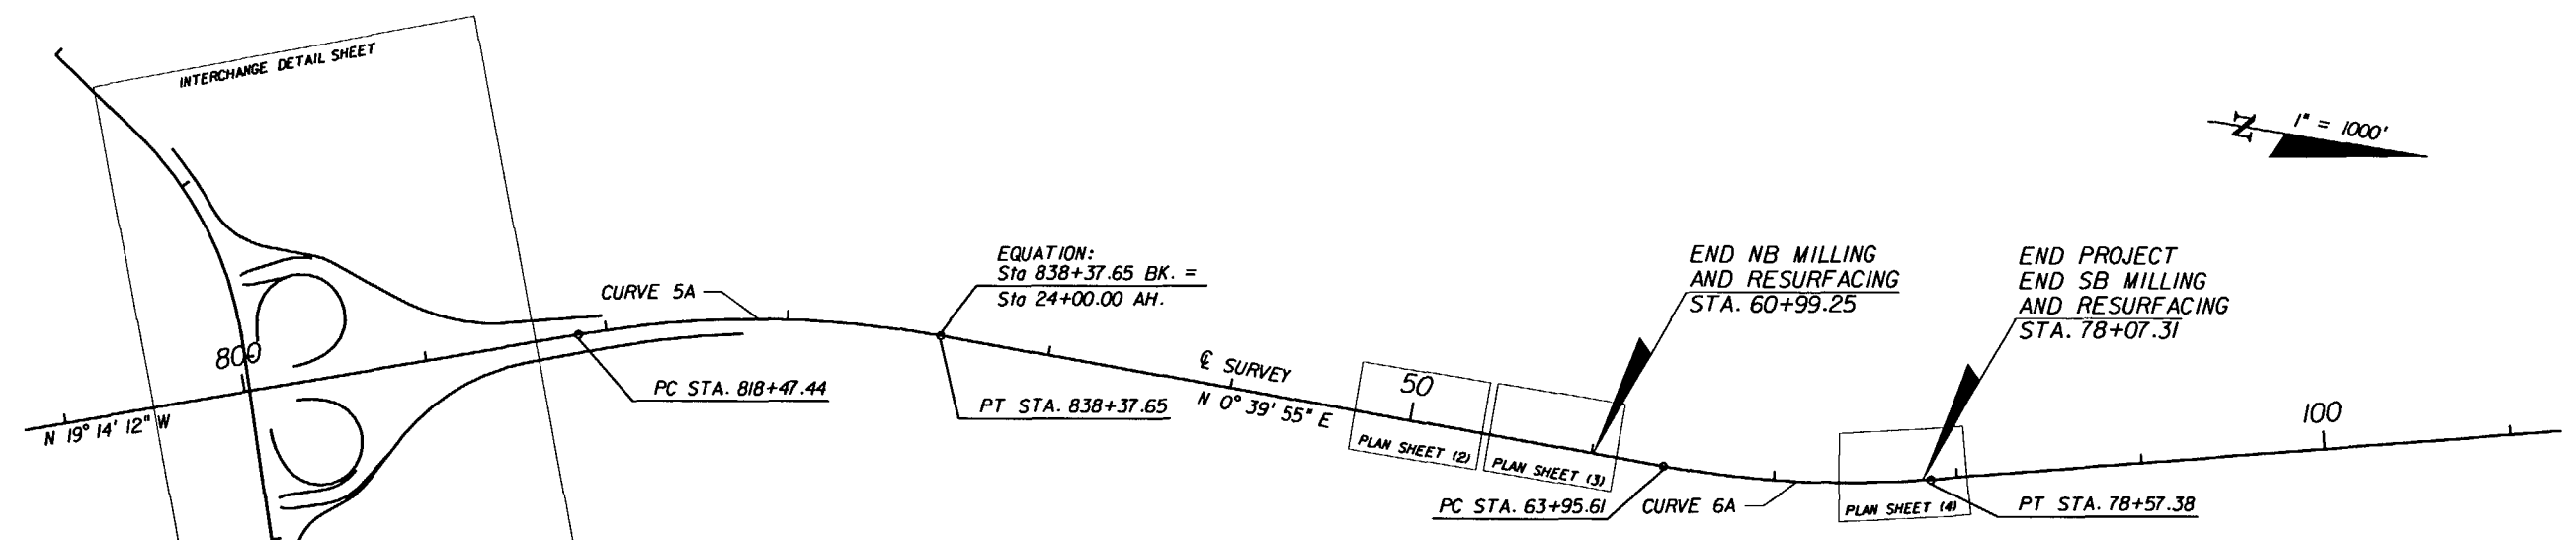 INTERCHANGE DETAIL SHEET
N
1" = 1000'
EQUATION:
Sta 838+37.65 BK. =
Sta 24+00.00 AH.
END NB MILLING
AND RESURFACING
STA. 60+99.25
END PROJECT
END SB MILLING
AND RESURFACING
STA. 78+07.31
CURVE 5A
800
PC STA. 818+47.44
PT STA. 838+37.65
℄ SURVEY
N 0° 39' 55" E
50
100
N 19° 14' 12" W
PLAN SHEET (2)
PLAN SHEET (3)
PC STA. 63+95.61
CURVE 6A
PLAN SHEET (4)
PT STA. 78+57.38